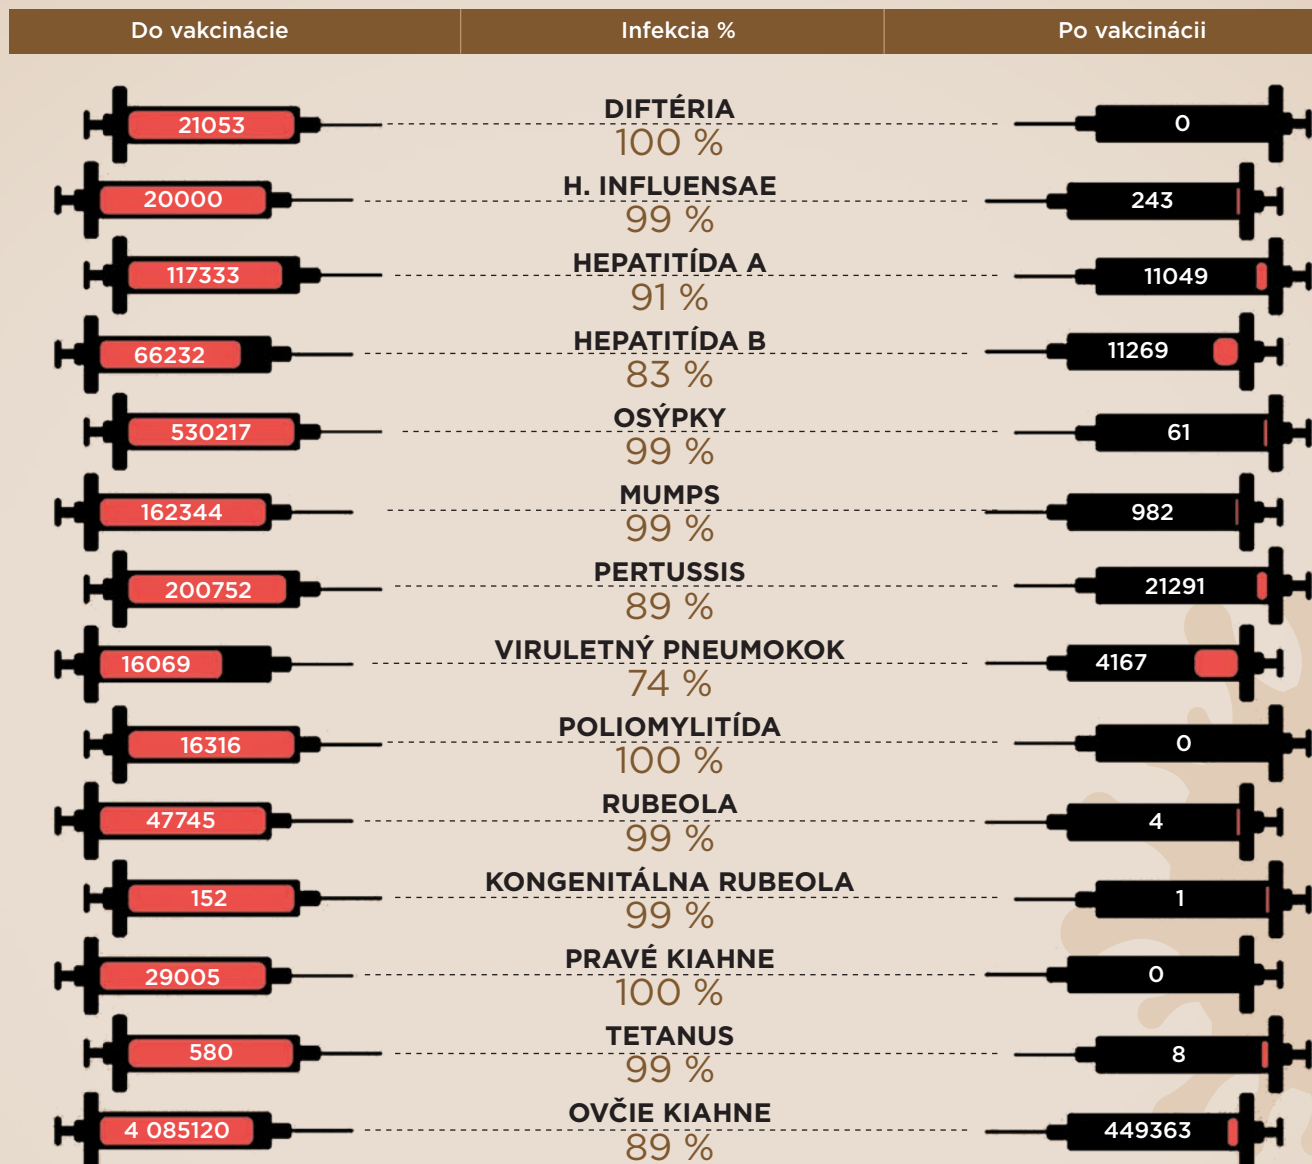 Do vakcinácie
Infekcia %
Po vakcinácii
21053
DIFTÉRIA
100 %
0
20000
H. INFLUENSAE
99 %
243
117333
HEPATITÍDA A
91 %
11049
66232
HEPATITÍDA B
83 %
11269
530217
OSÝPKY
99 %
61
162344
MUMPS
99 %
982
200752
PERTUSSIS
89 %
21291
16069
VIRULETNÝ PNEUMOKOK
74 %
4167
16316
POLIOMYLITÍDA
100 %
0
47745
RUBEOLA
99 %
4
152
KONGENITÁLNA RUBEOLA
99 %
1
29005
PRAVÉ KIAHNE
100 %
0
580
TETANUS
99 %
8
4 085120
OVČIE KIAHNE
89 %
449363